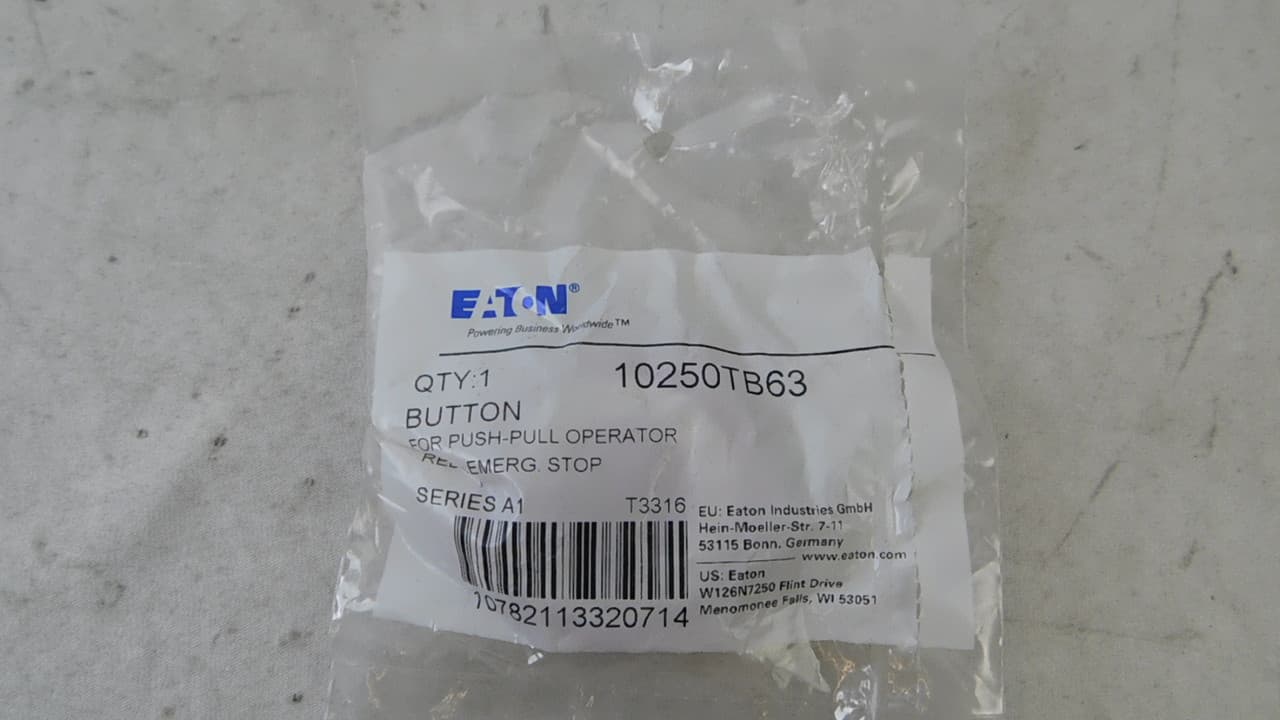 EATON®
Powering Business Worldwide™
QTY:1 10250TB63
BUTTON
FOR PUSH-PULL OPERATOR
EMERG. STOP
SERIES A1 T3316
10782113320714
EU: Eaton Industries GmbH
Hein-Moeller-Str. 7-11
53115 Bonn. Germany
www.eaton.com
US: Eaton
W126N7250 Flint Drive
Menomonee Falls, WI 53051